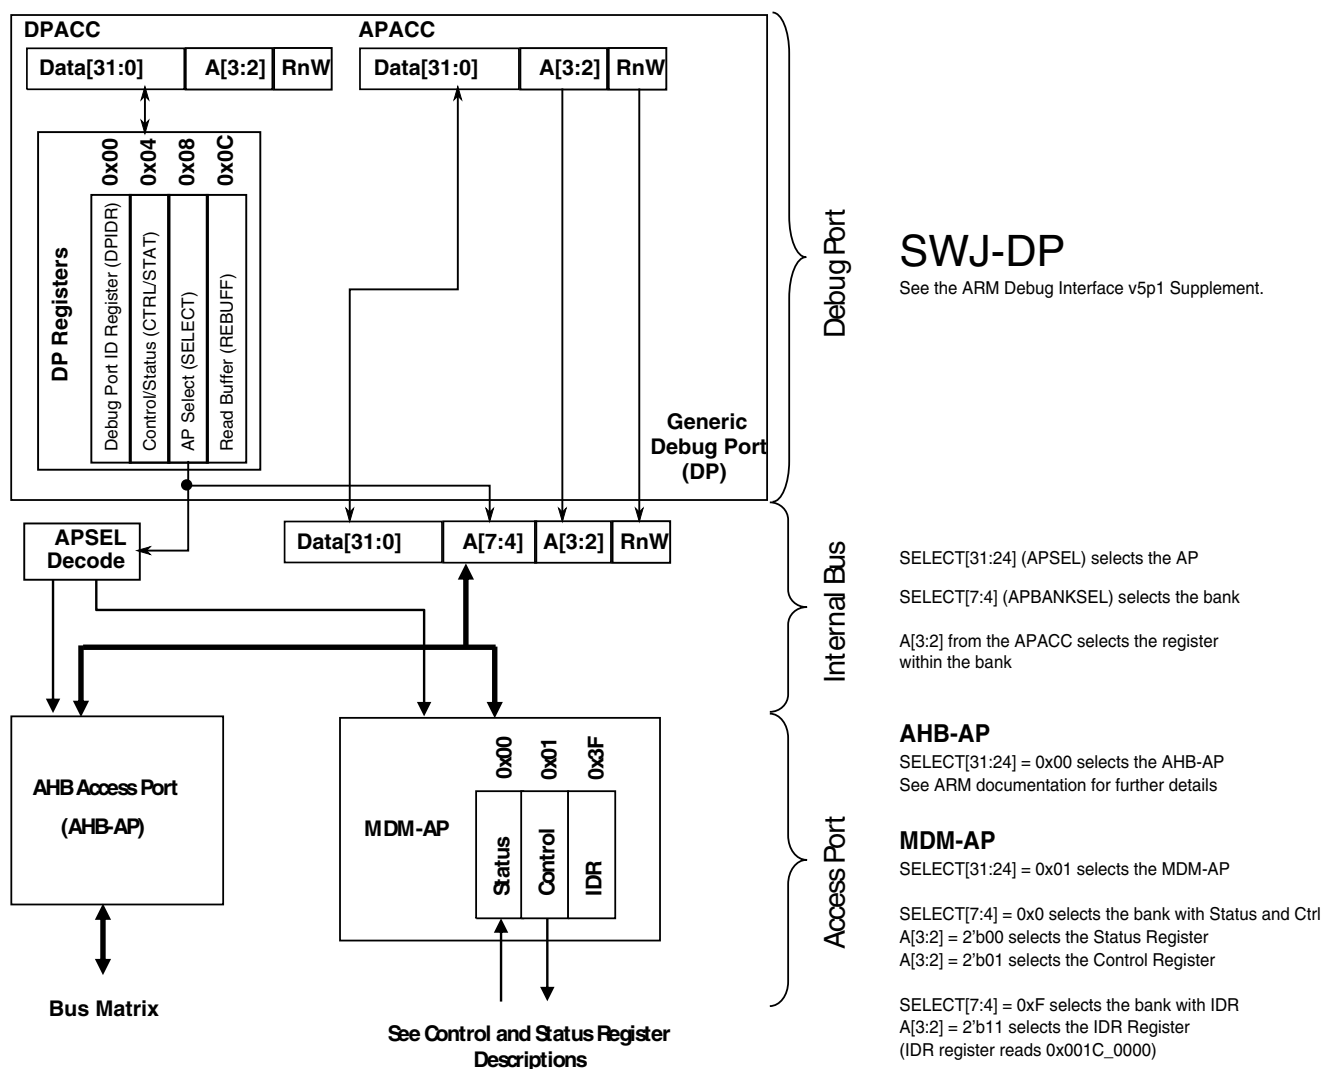 DPACC
APACC
Data[31:0] A[3:2] RnW
Data[31:0] A[3:2] RnW
0x00
0x04
0x08
0x0C
DP Registers
Debug Port ID Register (DPIDR)
Control/Status (CTRL/STAT)
AP Select (SELECT)
Read Buffer (REBUFF)
Generic
Debug Port
(DP)
Debug Port
SWJ-DP
See the ARM Debug Interface v5p1 Supplement.
APSEL
Decode
Data[31:0] A[7:4] A[3:2] RnW
Internal Bus
SELECT[31:24] (APSEL) selects the AP
SELECT[7:4] (APBANKSEL) selects the bank
A[3:2] from the APACC selects the register
within the bank
AHB Access Port
(AHB-AP)
Bus Matrix
MDM-AP
0x00
0x01
0x3F
Status
Control
IDR
See Control and Status Register
Descriptions
Access Port
AHB-AP
SELECT[31:24] = 0x00 selects the AHB-AP
See ARM documentation for further details
MDM-AP
SELECT[31:24] = 0x01 selects the MDM-AP
SELECT[7:4] = 0x0 selects the bank with Status and Ctrl
A[3:2] = 2'b00 selects the Status Register
A[3:2] = 2'b01 selects the Control Register
SELECT[7:4] = 0xF selects the bank with IDR
A[3:2] = 2'b11 selects the IDR Register
(IDR register reads 0x001C_0000)